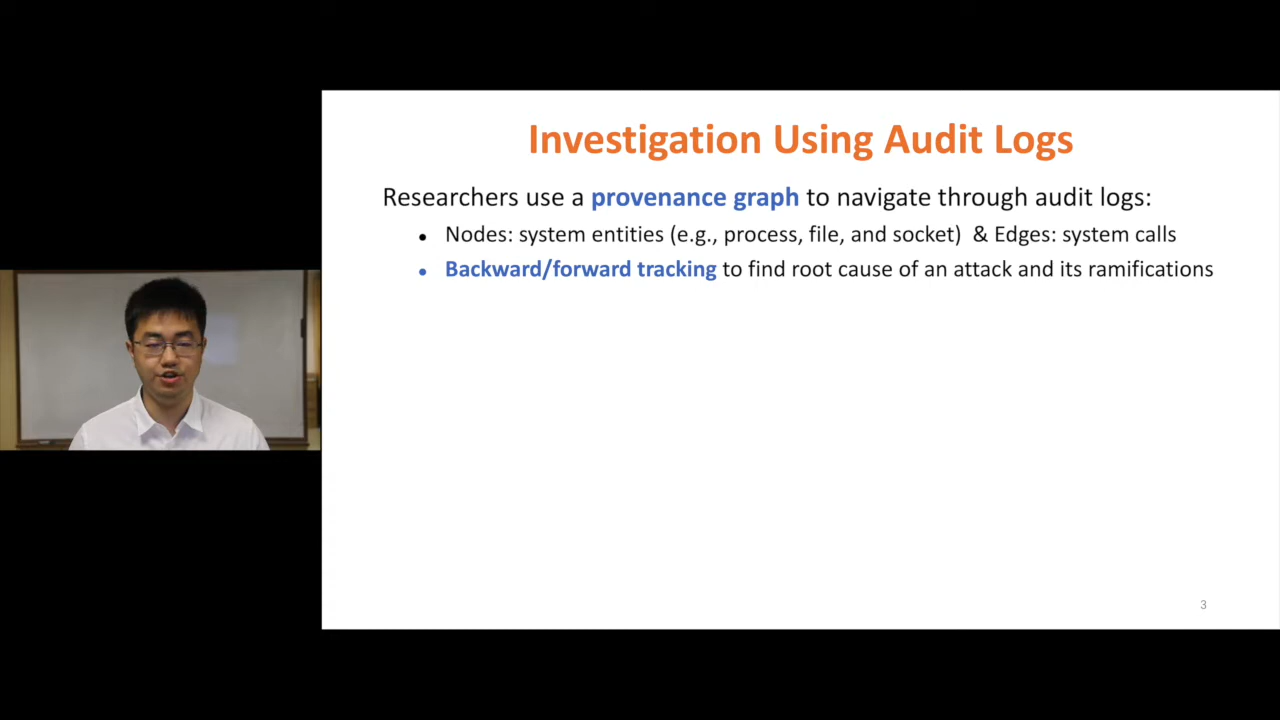 Investigation Using Audit Logs
Researchers use a provenance graph to navigate through audit logs:
• Nodes: system entities (e.g., process, file, and socket) & Edges: system calls
• Backward/forward tracking to find root cause of an attack and its ramifications
3